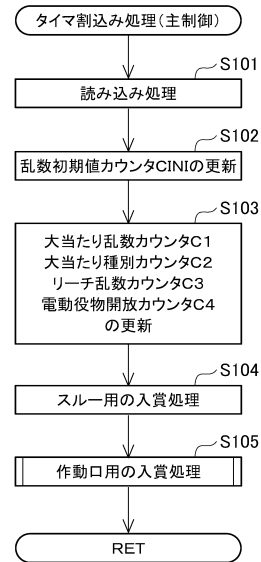 タイマ割込み処理(主制御)
S101
読み込み処理
S102
乱数初期値カウンタCINIの更新
S103
大当たり乱数カウンタC1
大当たり種別カウンタC2
リーチ乱数カウンタC3
電動役物開放カウンタC4
の更新
S104
スルー用の入賞処理
S105
作動口用の入賞処理
RET